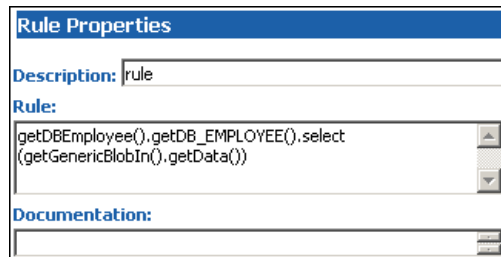 Rule Properties
Description: rule
Rule:
getDBEmployee().getDB_EMPLOYEE().select
(getGenericBlobIn().getData())
Documentation: